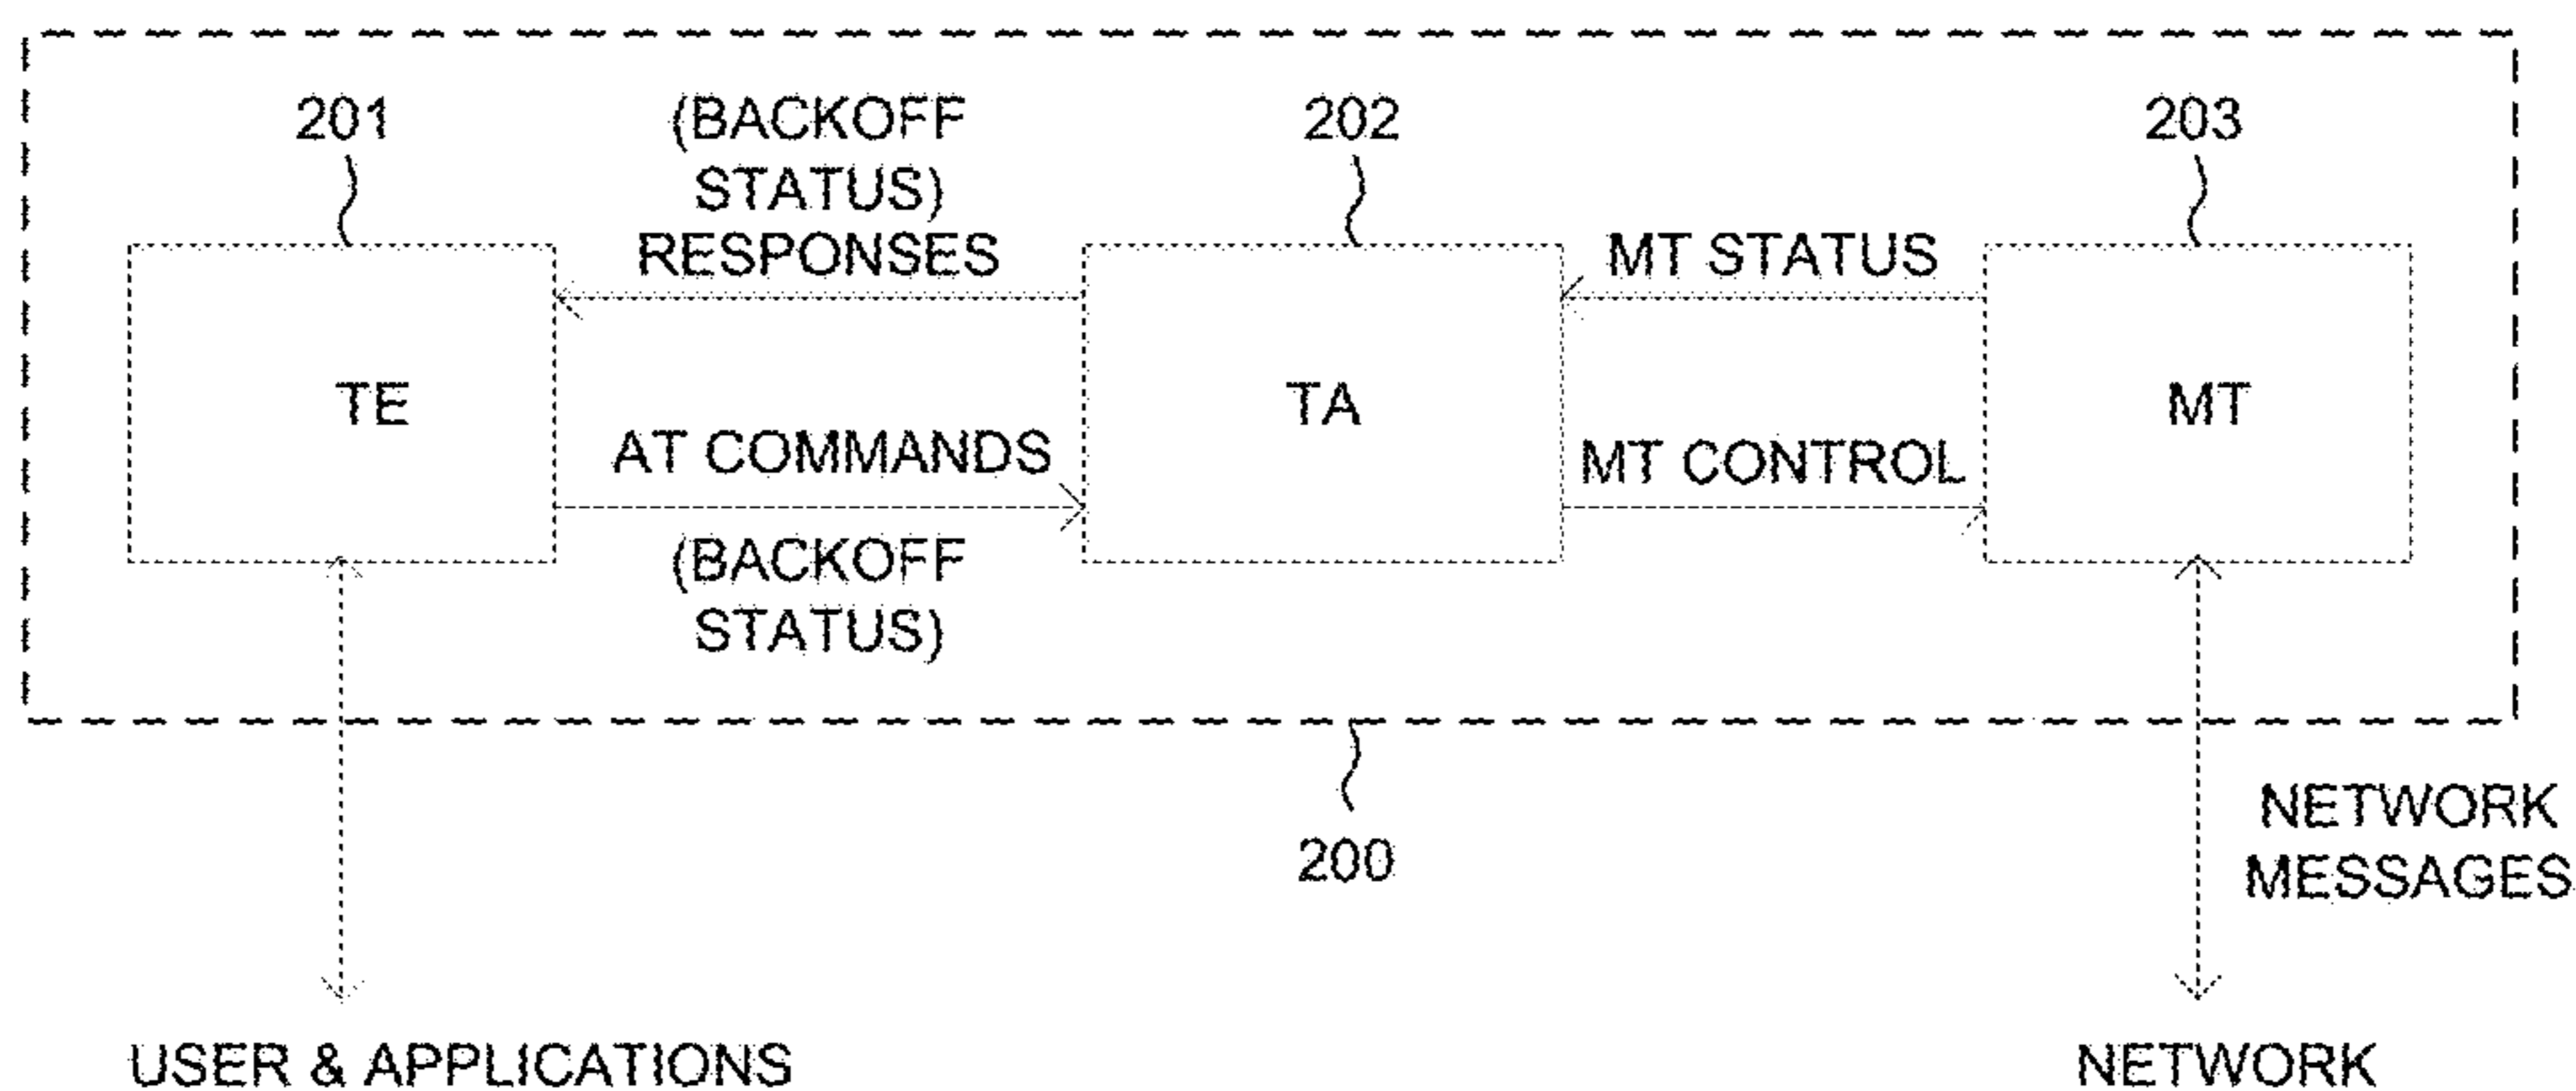 201
(BACKOFF
STATUS)
RESPONSES
202
203
MT STATUS
TE
TA
MT
AT COMMANDS
(BACKOFF
STATUS)
MT CONTROL
200
NETWORK
MESSAGES
USER & APPLICATIONS
NETWORK